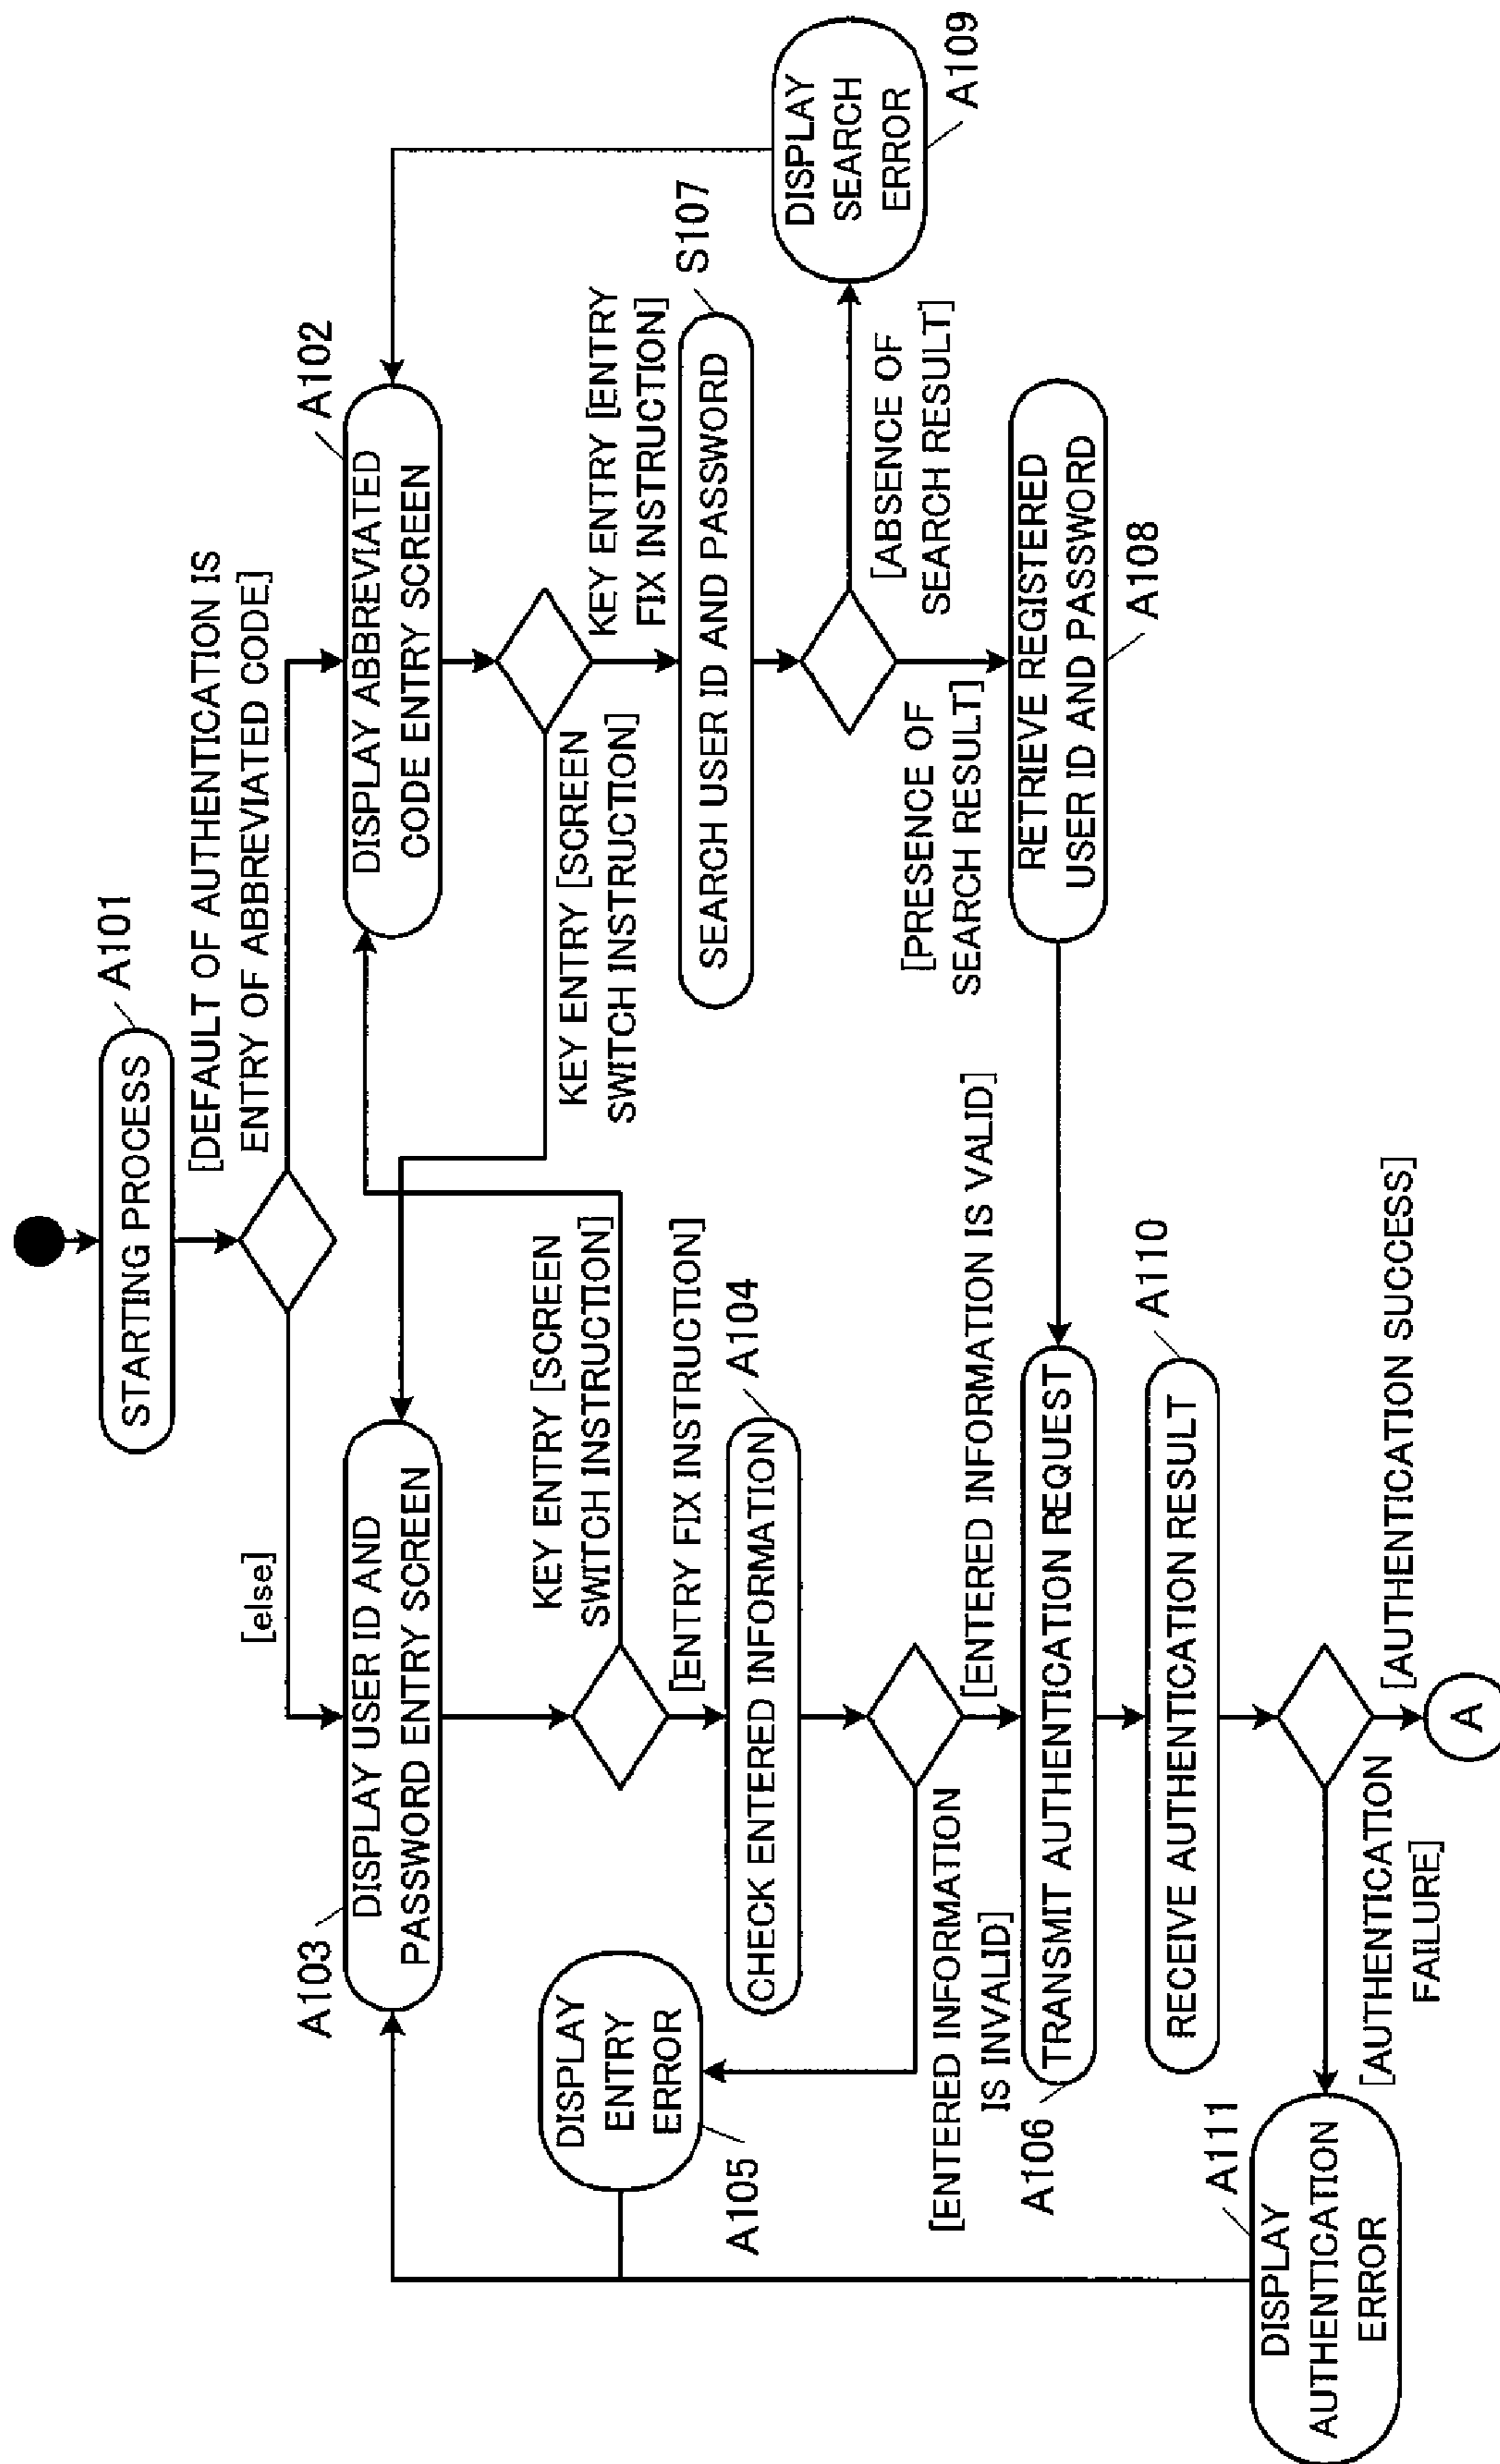 STARTING PROCESS
A101
[DEFAULT OF AUTHENTICATION IS
ENTRY OF ABBREVIATED CODE]
[else]
A103
DISPLAY USER ID AND
PASSWORD ENTRY SCREEN
A102
DISPLAY ABBREVIATED
CODE ENTRY SCREEN
KEY ENTRY [SCREEN
SWITCH INSTRUCTION]
KEY ENTRY [SCREEN
SWITCH INSTRUCTION]
KEY ENTRY [ENTRY
FIX INSTRUCTION]
[ENTRY FIX INSTRUCTION]
DISPLAY
ENTRY
ERROR
A105
CHECK ENTERED INFORMATION
A104
SEARCH USER ID AND PASSWORD
S107
DISPLAY
SEARCH
ERROR
A109
[ABSENCE OF
SEARCH RESULT]
[PRESENCE OF
SEARCH RESULT]
[ENTERED INFORMATION
IS INVALID]
[ENTERED INFORMATION IS VALID]
A106
TRANSMIT AUTHENTICATION REQUEST
RETRIEVE REGISTERED
USER ID AND PASSWORD
A108
RECEIVE AUTHENTICATION RESULT
A110
A111
DISPLAY
AUTHENTICATION
ERROR
[AUTHENTICATION
FAILURE]
[AUTHENTICATION SUCCESS]
A